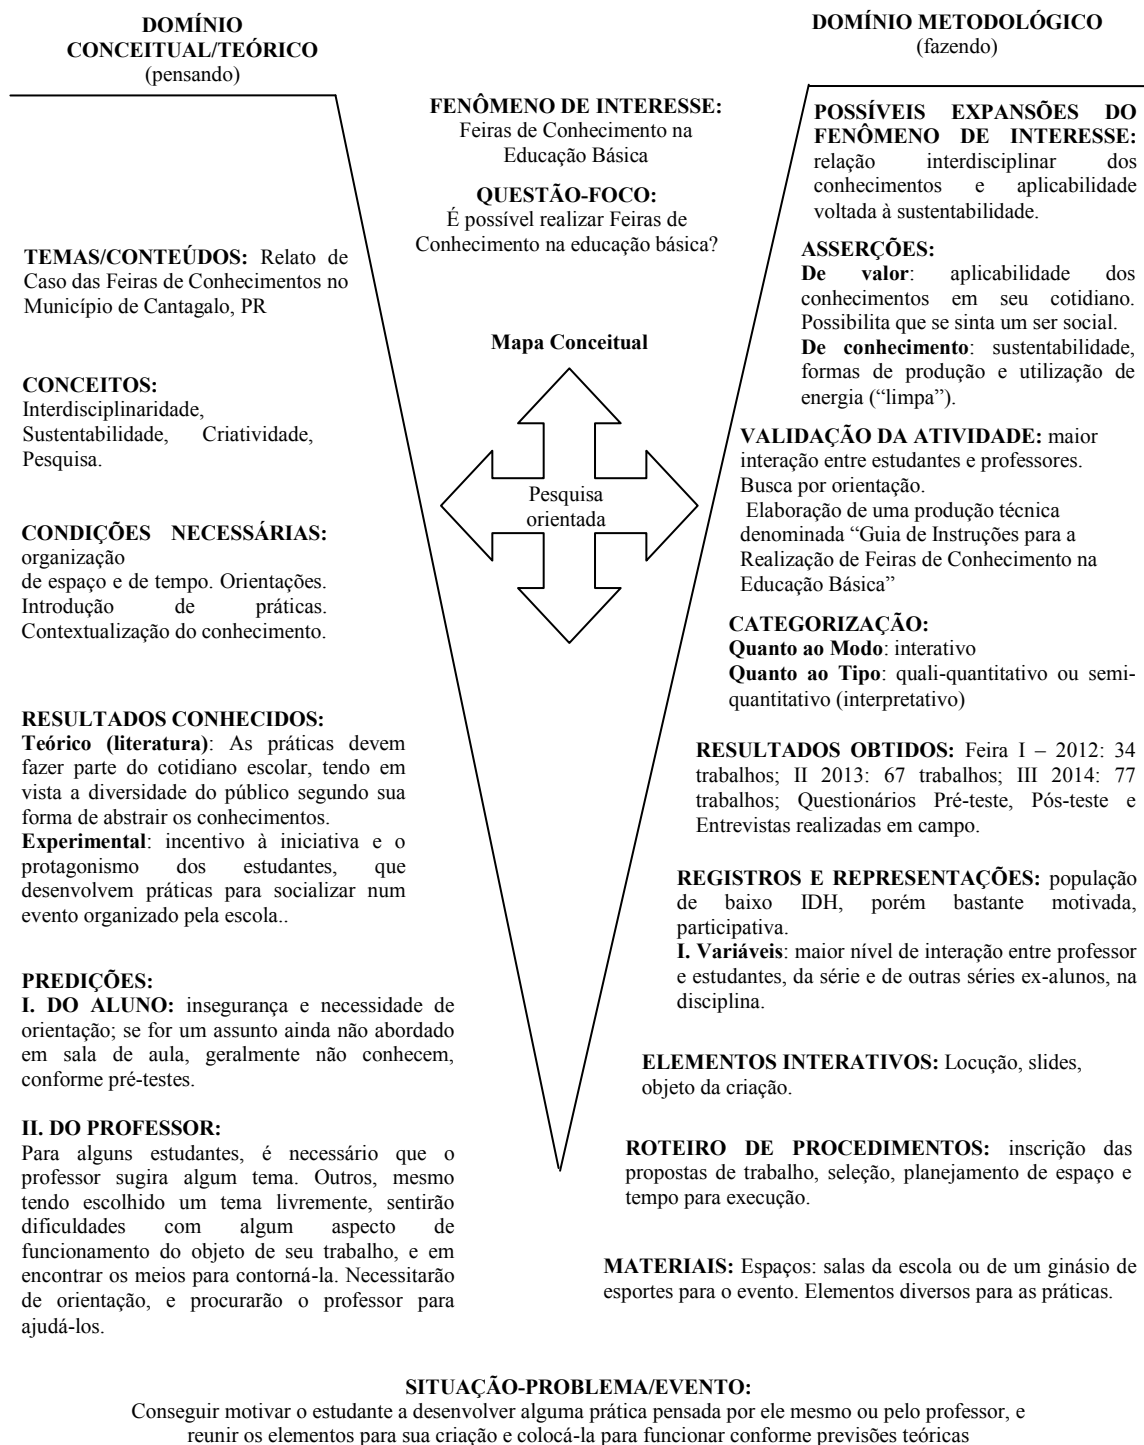 DOMÍNIO
CONCEITUAL/TEÓRICO
(pensando)
TEMAS/CONTEÚDOS: Relato de
Caso das Feiras de Conhecimentos no
Município de Cantagalo, PR
CONCEITOS:
Interdisciplinaridade,
Sustentabilidade, Criatividade,
Pesquisa.
CONDIÇÕES NECESSÁRIAS:
organização
de espaço e de tempo. Orientações.
Introdução de práticas.
Contextualização do conhecimento.
RESULTADOS CONHECIDOS:
Teórico (literatura): As práticas devem
fazer parte do cotidiano escolar, tendo em
vista a diversidade do público segundo sua
forma de abstrair os conhecimentos.
Experimental: incentivo à iniciativa e o
protagonismo dos estudantes, que
desenvolvem práticas para socializar num
evento organizado pela escola..
PREDIÇÕES:
I. DO ALUNO: insegurança e necessidade de
orientação; se for um assunto ainda não abordado
em sala de aula, geralmente não conhecem,
conforme pré-testes.
II. DO PROFESSOR:
Para alguns estudantes, é necessário que o
professor sugira algum tema. Outros, mesmo
tendo escolhido um tema livremente, sentirão
dificuldades com algum aspecto de
funcionamento do objeto de seu trabalho, e em
encontrar os meios para contorná-la. Necessitarão
de orientação, e procurarão o professor para
ajudá-los.
FENÔMENO DE INTERESSE:
Feiras de Conhecimento na
Educação Básica
QUESTÃO-FOCO:
É possível realizar Feiras de
Conhecimento na educação básica?
Mapa Conceitual
Pesquisa
orientada
DOMÍNIO METODOLÓGICO
(fazendo)
POSSÍVEIS EXPANSÕES DO
FENÔMENO DE INTERESSE:
relação interdisciplinar dos
conhecimentos e aplicabilidade
voltada à sustentabilidade.
ASSERÇÕES:
De valor: aplicabilidade dos
conhecimentos em seu cotidiano.
Possibilita que se sinta um ser social.
De conhecimento: sustentabilidade,
formas de produção e utilização de
energia (“limpa”).
VALIDAÇÃO DA ATIVIDADE: maior
interação entre estudantes e professores.
Busca por orientação.
Elaboração de uma produção técnica
denominada “Guia de Instruções para a
Realização de Feiras de Conhecimento na
Educação Básica”
CATEGORIZAÇÃO:
Quanto ao Modo: interativo
Quanto ao Tipo: quali-quantitativo ou semi-
quantitativo (interpretativo)
RESULTADOS OBTIDOS: Feira I – 2012: 34
trabalhos; II 2013: 67 trabalhos; III 2014: 77
trabalhos; Questionários Pré-teste, Pós-teste e
Entrevistas realizadas em campo.
REGISTROS E REPRESENTAÇÕES: população
de baixo IDH, porém bastante motivada,
participativa.
I. Variáveis: maior nível de interação entre professor
e estudantes, da série e de outras séries ex-alunos, na
disciplina.
ELEMENTOS INTERATIVOS: Locução, slides,
objeto da criação.
ROTEIRO DE PROCEDIMENTOS: inscrição das
propostas de trabalho, seleção, planejamento de espaço e
tempo para execução.
MATERIAIS: Espaços: salas da escola ou de um ginásio de
esportes para o evento. Elementos diversos para as práticas.
SITUAÇÃO-PROBLEMA/EVENTO:
Conseguir motivar o estudante a desenvolver alguma prática pensada por ele mesmo ou pelo professor, e
reunir os elementos para sua criação e colocá-la para funcionar conforme previsões teóricas